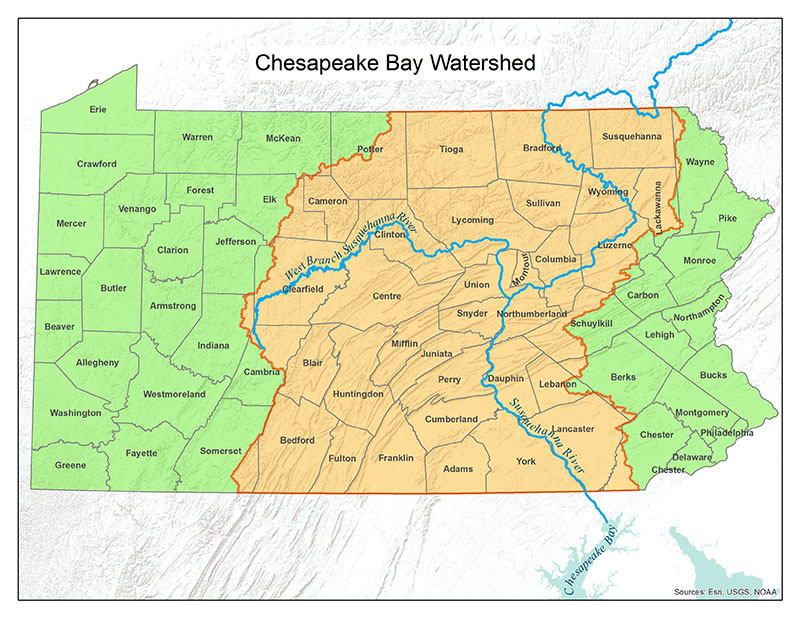 Chesapeake Bay Watershed
Erie
Warren
McKean
Potter
Tioga
Bradford
Susquehanna
Wayne
Crawford
Forest
Elk
Cameron
Lycoming
Sullivan
Wyoming
Lackawanna
Pike
Mercer
Venango
Clarion
Jefferson
Clinton
West Branch Susquehanna River
Columbia
Montour
Luzerne
Monroe
Lawrence
Butler
Armstrong
Clearfield
Centre
Union
Carbon
Northampton
Beaver
Indiana
Snyder
Northumberland
Schuylkill
Lehigh
Allegheny
Cambria
Blair
Mifflin
Juniata
Perry
Dauphin
Lebanon
Berks
Bucks
Westmoreland
Huntingdon
Washington
Cumberland
Lancaster
Montgomery
Philadelphia
Susquehanna River
Chester
Delaware
Chester
Greene
Fayette
Somerset
Bedford
Fulton
Franklin
Adams
York
Chesapeake Bay
Sources: Esri, USGS, NOAA